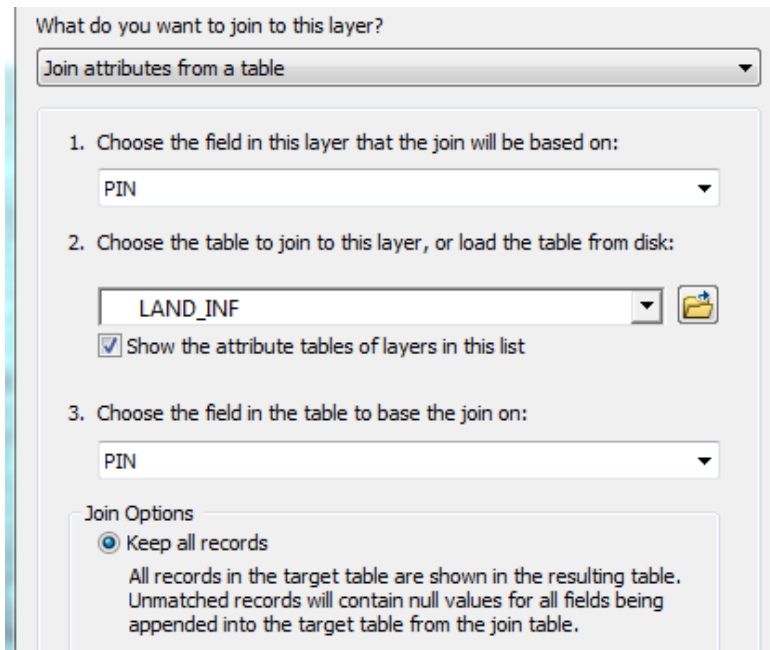 What do you want to join to this layer?
Join attributes from a table
1. Choose the field in this layer that the join will be based on:
PIN
2. Choose the table to join to this layer, or load the table from disk:
LAND_INF
Show the attribute tables of layers in this list
3. Choose the field in the table to base the join on:
PIN
Join Options
Keep all records
All records in the target table are shown in the resulting table.
Unmatched records will contain null values for all fields being
appended into the target table from the join table.